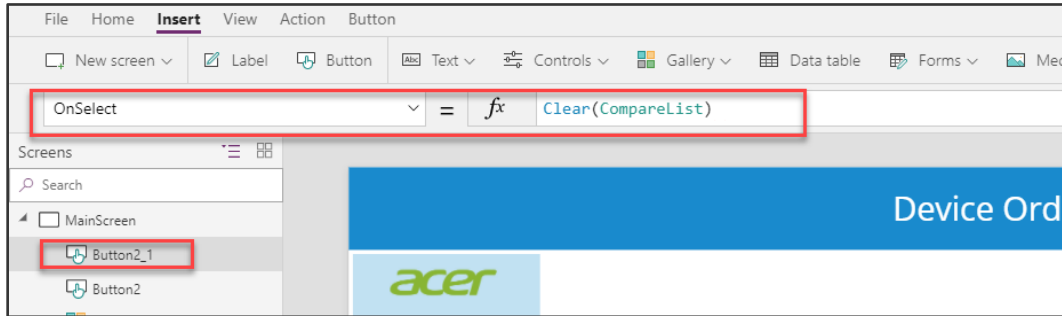 File Home Insert View Action Button
New screen Label Button Abc Text Controls Gallery Data table Forms
OnSelect = fx Clear(CompareList)
Screens
Search
MainScreen
Button2_1
Button2
Device Ord
acer